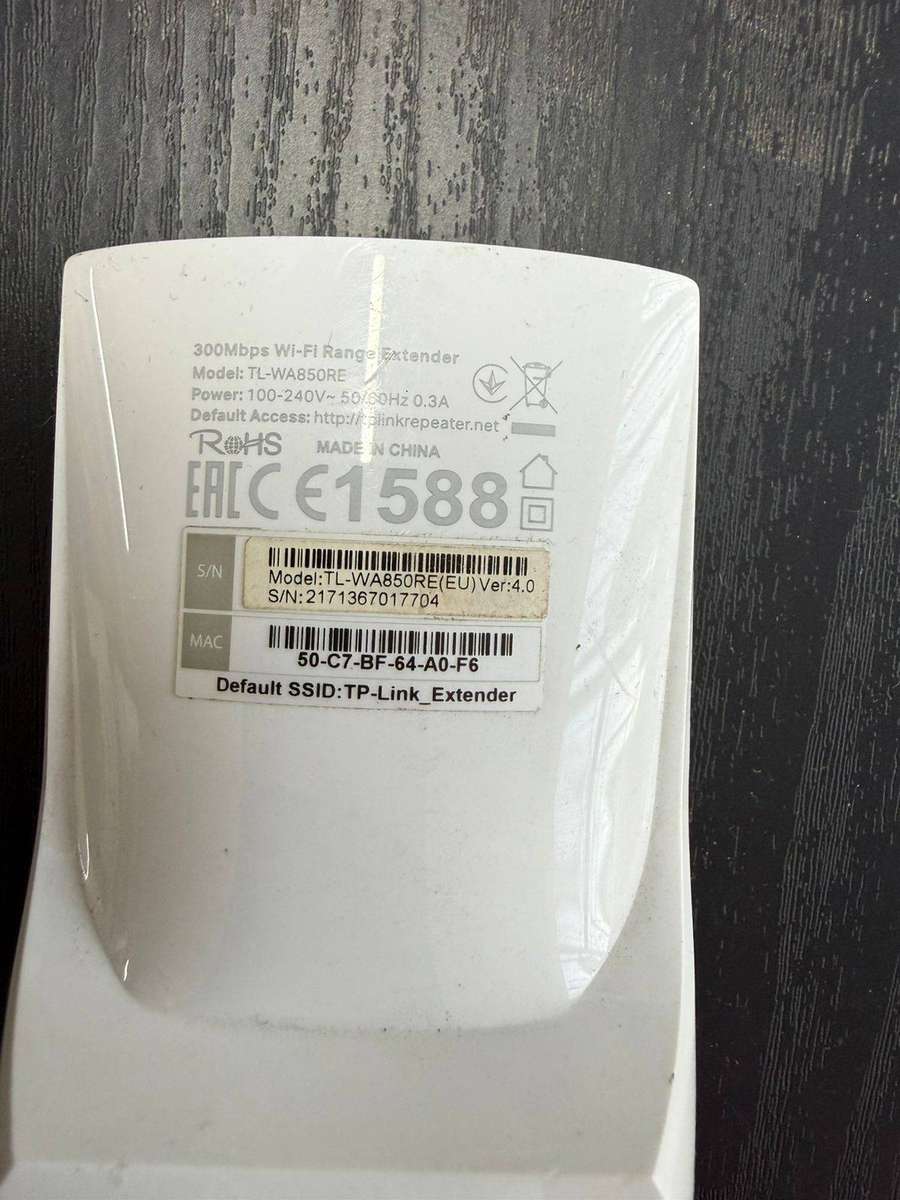 300Mbps Wi-Fi Range Extender
Model: TL-WA850RE
Power: 100-240V~ 50/60Hz 0.3A
Default Access: http://tplinkrepeater.net
RoHS MADE IN CHINA
EAC CE1588
S/N
Model:TL-WA850RE(EU) Ver:4.0
S/N:2171367017704
MAC
50-C7-BF-64-A0-F6
Default SSID:TP-Link_Extender